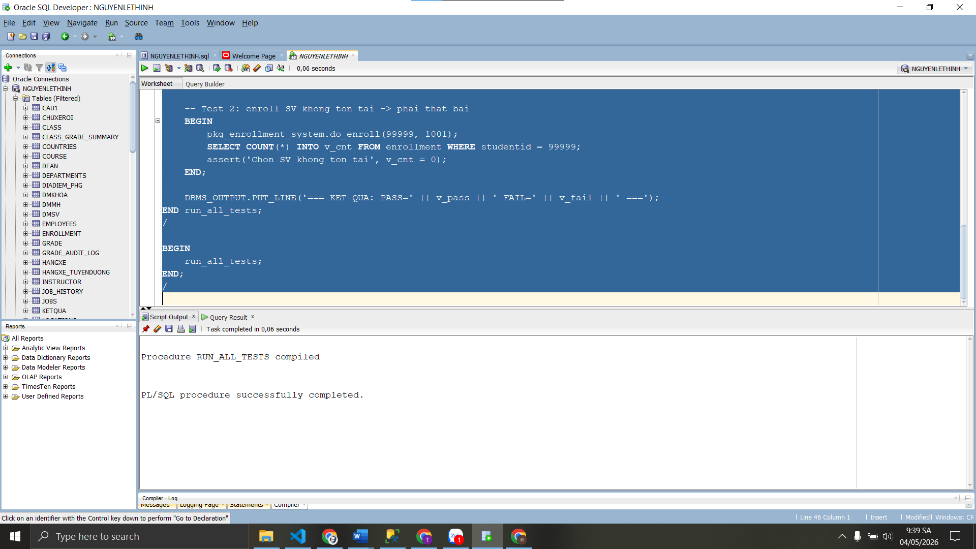 Oracle SQL Developer : NGUYENLETHINH
File Edit View Navigate Run Source Team Tools Window Help
Connections
NGUYENLETHINH.sql
Welcome Page
NGUYENLETHINH
0,06 seconds
NGUYENLETHINH
Worksheet
Query Builder
Oracle Connections
NGUYENLETHINH
Tables (Filtered)
CAU1
CHUXEROI
CLASS
CLASS_GRADE_SUMMARY
COUNTRIES
COURSE
DEAN
DEPARTMENTS
DIADIEM_PHG
DMKHOA
DMMH
DMSV
EMPLOYEES
ENROLLMENT
GRADE
GRADE_AUDIT_LOG
HANGXE
HANGXE_TUYENDUONG
INSTRUCTOR
JOB_HISTORY
JOBS
KETQUA
-- Test 2: enroll SV khong ton tai -> phai that bai
BEGIN
pkg_enrollment_system.do_enroll(99999, 1001);
SELECT COUNT(*) INTO v_cnt FROM enrollment WHERE studentid = 99999;
assert('Chon SV khong ton tai', v_cnt = 0);
END;
DBMS_OUTPUT.PUT_LINE('=== KET QUA: PASS=' || v_pass || ' FAIL=' || v_fail || ' ===');
END run_all_tests;
/
BEGIN
run_all_tests;
END;
/
Reports
All Reports
Analytic View Reports
Data Dictionary Reports
Data Modeler Reports
OLAP Reports
TimesTen Reports
User Defined Reports
Script Output
Query Result
Task completed in 0,06 seconds
Procedure RUN_ALL_TESTS compiled
PL/SQL procedure successfully completed.
Compiler - Log
Messages Logging Page Statements Compiler
Click on an identifier with the Control key down to perform "Go to Declaration"
Line 46 Column 1
Insert
Modified
Windows: CF
Type here to search
9:39 SA
04/05/2026